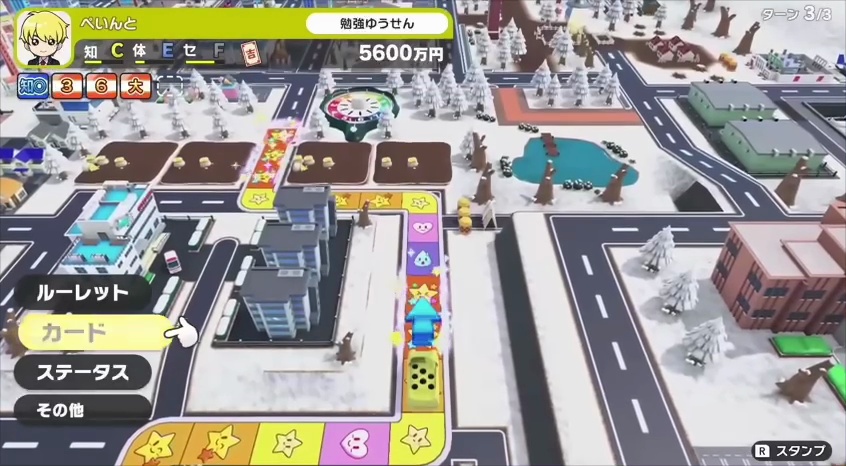 ぺいんと
勉強ゆうせん
ターン 3/3
知 C 体 E セ F 吉
5600万円
知 3 6 大
ルーレット
カード
ステータス
その他
R スタンプ